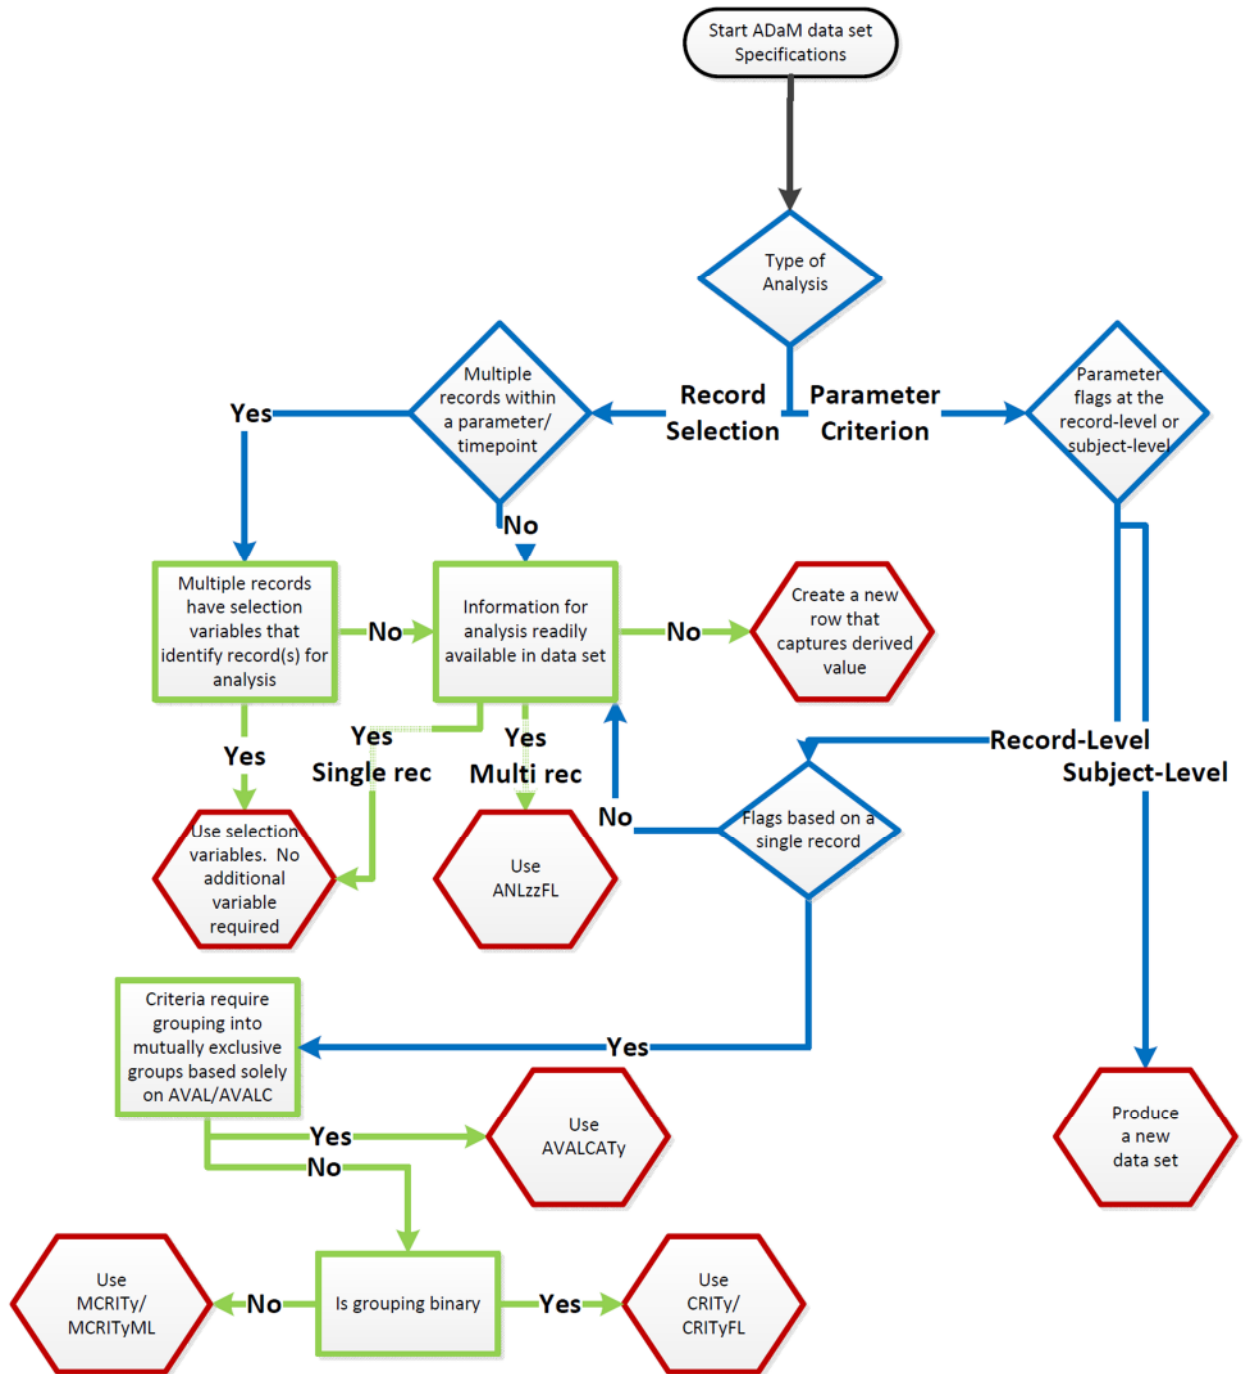 Start ADaM data set
Specifications
Type of
Analysis
Multiple
records within
a parameter/
timepoint
Record
Selection
Parameter
Criterion
Parameter
flags at the
record-level or
subject-level
Yes
No
Multiple records
have selection
variables that
identify record(s) for
analysis
No
Information for
analysis readily
available in data set
No
Create a new
row that
captures derived
value
Yes
Yes
Single rec
Yes
Multi rec
Record-Level
Subject-Level
No
Flags based on a
single record
Use selection
variables. No
additional
variable
required
Use
ANLzzFL
Criteria require
grouping into
mutually exclusive
groups based solely
on AVAL/AVALC
Yes
Yes
No
Use
AVALCATy
Produce
a new
data set
Use
MCRITy/
MCRITyML
No
Is grouping binary
Yes
Use
CRITy/
CRITyFL